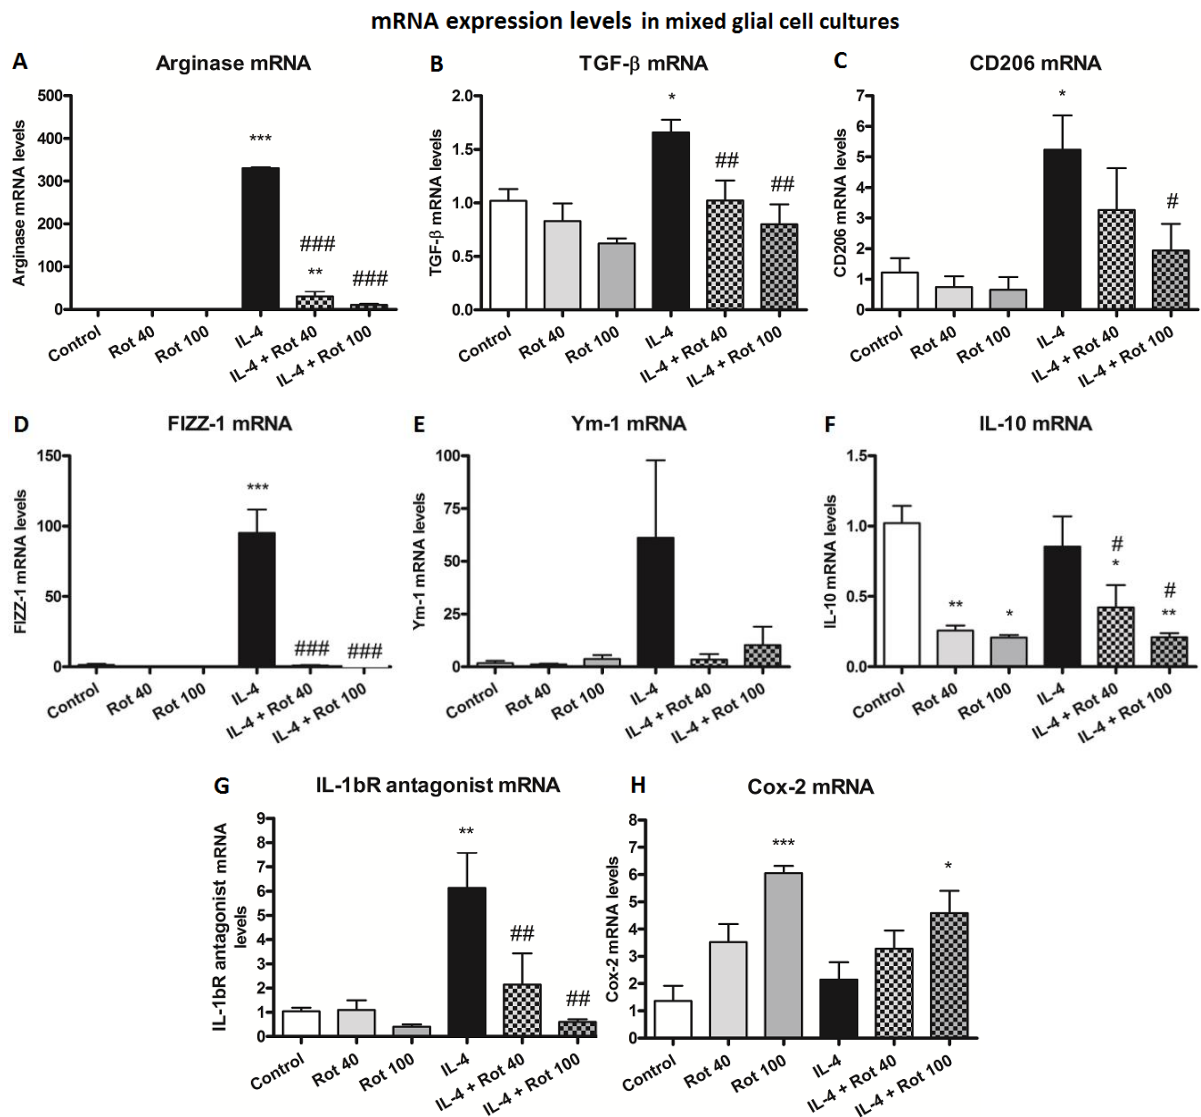 mRNA expression levels in mixed glial cell cultures
A
Arginase mRNA
Arginase mRNA levels
500
400
300
200
100
0
***
###
**
###
Control
Rot 40
Rot 100
IL-4
IL-4 + Rot 40
IL-4 + Rot 100
B
TGF-β mRNA
TGF-β mRNA levels
2.0
1.5
1.0
0.5
0.0
*
##
##
Control
Rot 40
Rot 100
IL-4
IL-4 + Rot 40
IL-4 + Rot 100
C
CD206 mRNA
CD206 mRNA levels
7
6
5
4
3
2
1
0
*
#
Control
Rot 40
Rot 100
IL-4
IL-4 + Rot 40
IL-4 + Rot 100
D
FIZZ-1 mRNA
FIZZ-1 mRNA levels
150
100
50
0
***
###
###
Control
Rot 40
Rot 100
IL-4
IL-4 + Rot 40
IL-4 + Rot 100
E
Ym-1 mRNA
Ym-1 mRNA levels
100
75
50
25
0
Control
Rot 40
Rot 100
IL-4
IL-4 + Rot 40
IL-4 + Rot 100
F
IL-10 mRNA
IL-10 mRNA levels
1.5
1.0
0.5
0.0
**
*
#
*
#
**
Control
Rot 40
Rot 100
IL-4
IL-4 + Rot 40
IL-4 + Rot 100
G
IL-1bR antagonist mRNA
IL-1bR antagonist mRNA
levels
9
8
7
6
5
4
3
2
1
0
**
##
##
Control
Rot 40
Rot 100
IL-4
IL-4 + Rot 40
IL-4 + Rot 100
H
Cox-2 mRNA
Cox-2 mRNA levels
8
7
6
5
4
3
2
1
0
***
*
Control
Rot 40
Rot 100
IL-4
IL-4 + Rot 40
IL-4 + Rot 100